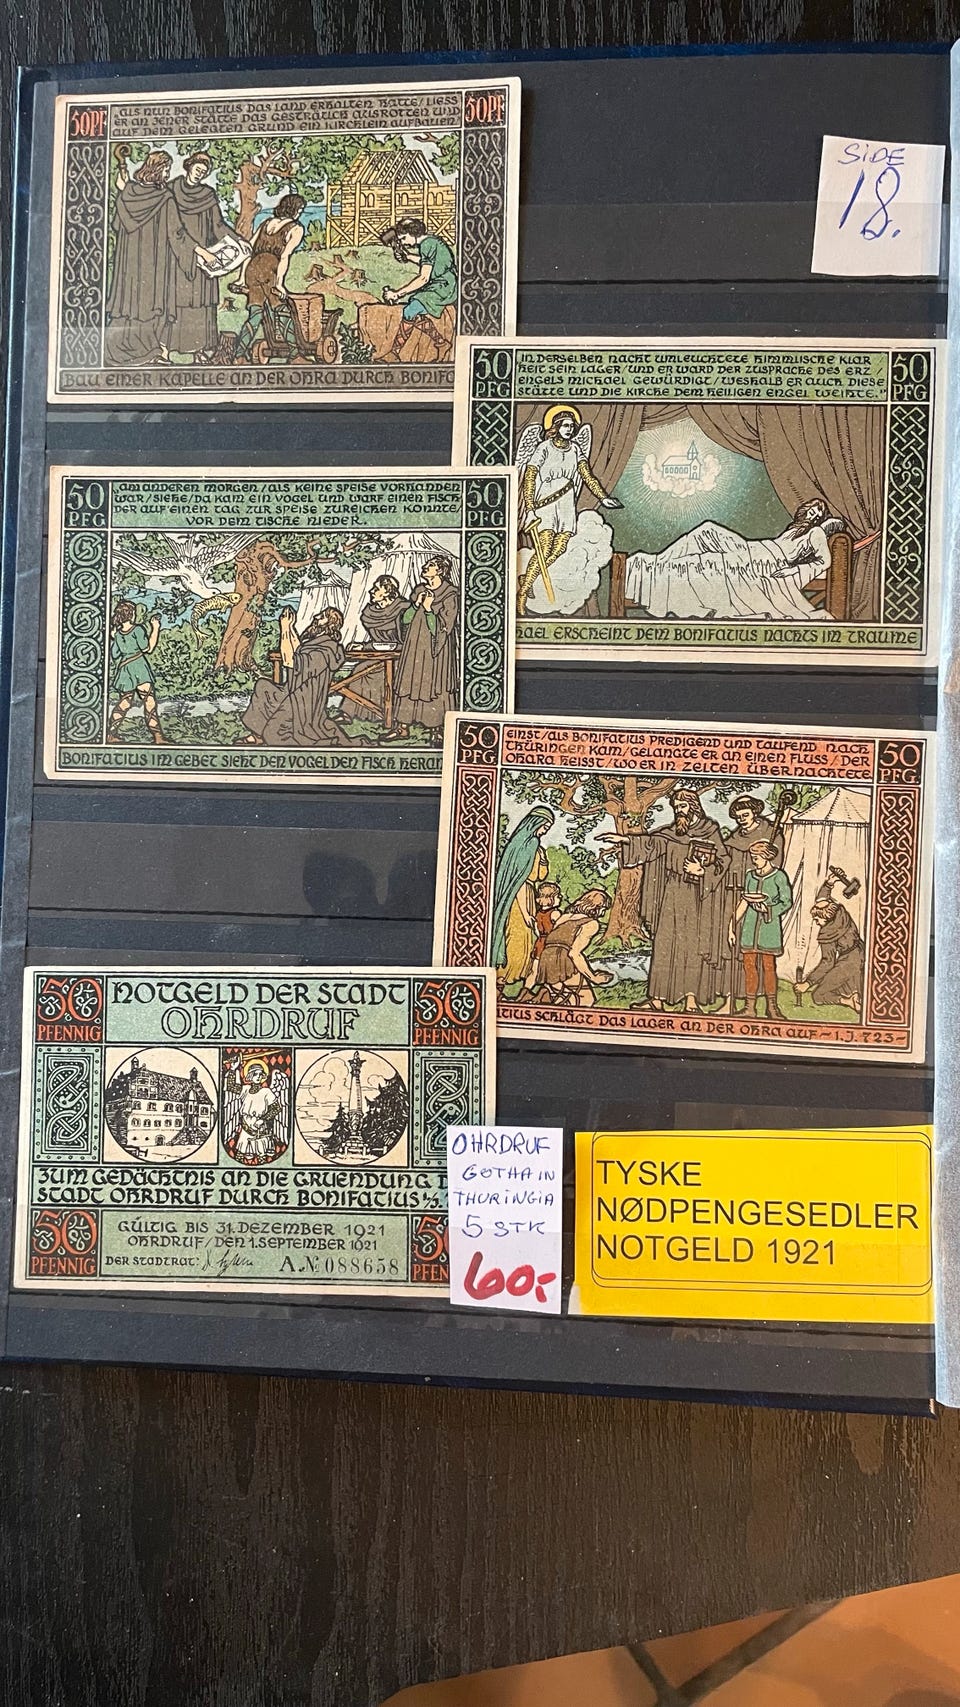 50PF
50PF
„ALS NUN BONIFATIUS DAS LAND ERHALTEN HATTE/LIESS
ER AN JENER STÄTTE DAS GESTRÄUCH AUSROTTEN UND
AUF DEM GELEGTEN GRUND EIN KIRCHLEIN AUFBAUEN/
BAU EINER KAPELLE AN DER OHRA DURCH BONIFA
SIDE
18.
50
PFG
50
PFG
IN DERSELBEN NACHT UMLEUCHTETE HIMMLISCHE KLAR
HEIT SEIN LAGER/UND ER WARD DER ZUSPRACHE DES ERZ/
ENGELS MICHAEL GEWÜRDIGT/WESHALB ER AUCH DIESE
STÄTTE UND DIE KIRCHE DEM HEILIGEN ENGEL WEIHTE."
HAEL ERSCHEINT DEM BONIFATIUS NACHTS IM TRAUME
50
PFG
50
PFG
AM ANDEREN MORGEN/ALS KEINE SPEISE VORHANDEN
WAR/SIEHE/DA KAM EIN VOGEL UND WARF EINEN FISCH
DER AUF EINEN TAG ZUR SPEISE ZUREICHEN KONNTE/
VOR DEM TISCHE NIEDER.
BONIFATIUS IM GEBET SIEHT DEN VOGEL DEN FISCH HERAN
50
PFG
50
PFG.
EINST/ALS BONIFATIUS PREDIGEND UND TAUFEND NACH
THÜRINGEN KAM/GELANGTE ER AN EINEN FLUSS/DER
OHARA HEISST/WO ER IN ZELTEN ÜBERNACHTETE
TIUS SCHLÄGT DAS LAGER AN DER OHRA AUF~I.J.723~
50
PFENNIG
50
PFENNIG
NOTGELD DER STADT
OHRDRUF
ZUM GEDÄCHTNIS AN DIE GRUENDUNG D
STADT OHRDRUF DURCH BONIFATIUS
50
PFENNIG
50
PFEN
GÜLTIG BIS 31.DEZEMBER 1921
OHRDRUF/DEN 1.SEPTEMBER 1921
DER STADTRAT:
A.№088658
OHRDRUF
GOTHA IN
THURINGIA
5 STK
600:-
TYSKE
NØDPENGESEDLER
NOTGELD 1921